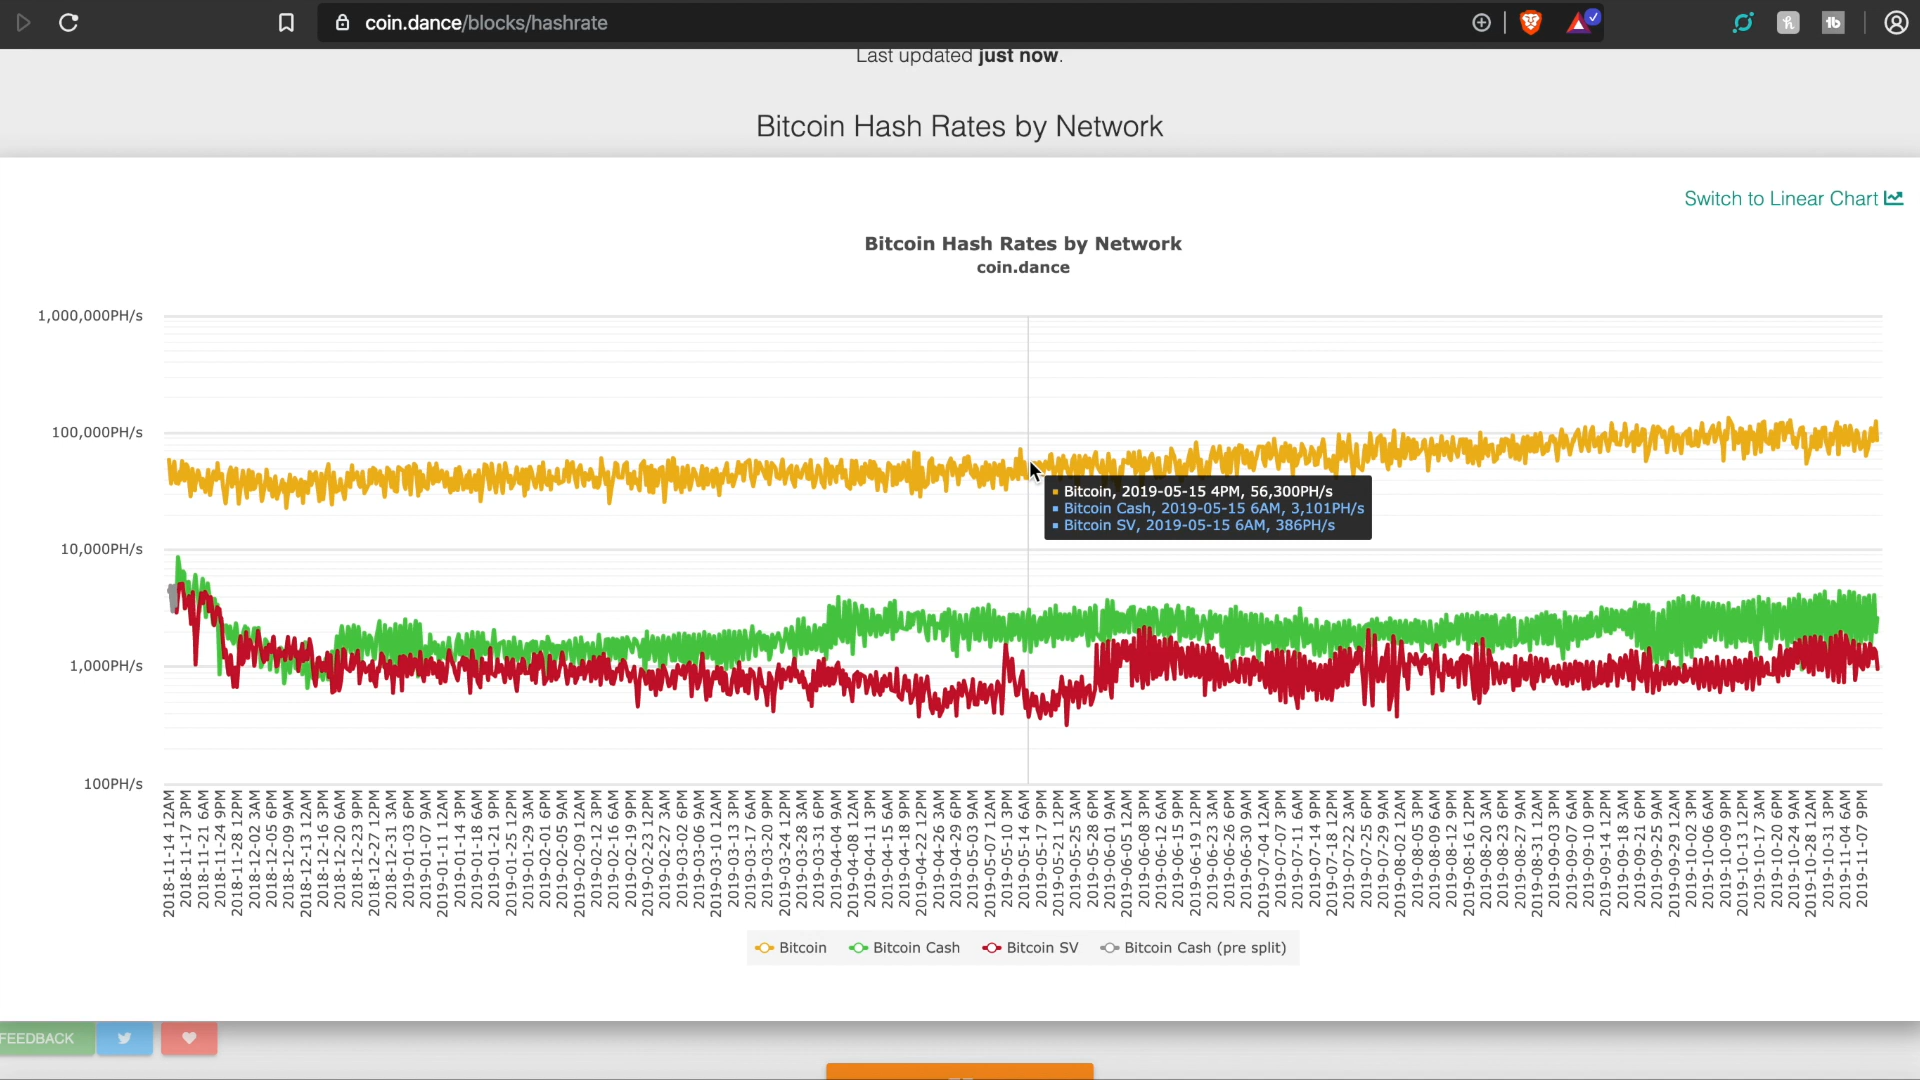 coin.dance/blocks/hashrate
Last updated just now.
Bitcoin Hash Rates by Network
Switch to Linear Chart
Bitcoin Hash Rates by Network
coin.dance
1,000,000PH/s
100,000PH/s
10,000PH/s
1,000PH/s
100PH/s
Bitcoin, 2019-05-15 4PM, 56,300PH/s
Bitcoin Cash, 2019-05-15 6AM, 3,101PH/s
Bitcoin SV, 2019-05-15 6AM, 386PH/s
2018-11-14 12AM
2018-11-17 3PM
2018-11-21 6AM
2018-11-24 9PM
2018-11-28 12PM
2018-12-02 3AM
2018-12-05 6PM
2018-12-09 9AM
2018-12-13 12AM
2018-12-16 3PM
2018-12-20 6AM
2018-12-23 9PM
2018-12-27 12PM
2018-12-31 3AM
2019-01-03 6PM
2019-01-07 9AM
2019-01-11 12AM
2019-01-14 3PM
2019-01-18 6AM
2019-01-21 9PM
2019-01-25 12PM
2019-01-29 3AM
2019-02-01 6PM
2019-02-05 9AM
2019-02-09 12AM
2019-02-12 3PM
2019-02-16 6AM
2019-02-19 9PM
2019-02-23 12PM
2019-02-27 3AM
2019-03-02 6PM
2019-03-06 9AM
2019-03-10 12AM
2019-03-13 3PM
2019-03-17 6AM
2019-03-20 9PM
2019-03-24 12PM
2019-03-28 3AM
2019-03-31 6PM
2019-04-04 9AM
2019-04-08 12AM
2019-04-11 3PM
2019-04-15 6AM
2019-04-18 9PM
2019-04-22 12PM
2019-04-26 3AM
2019-04-29 6PM
2019-05-03 9AM
2019-05-07 12AM
2019-05-10 3PM
2019-05-14 6AM
2019-05-17 9PM
2019-05-21 12PM
2019-05-25 3AM
2019-05-28 6PM
2019-06-01 9AM
2019-06-05 12AM
2019-06-08 3PM
2019-06-12 6AM
2019-06-15 9PM
2019-06-19 12PM
2019-06-23 3AM
2019-06-26 6PM
2019-06-30 9AM
2019-07-04 12AM
2019-07-07 3PM
2019-07-11 6AM
2019-07-14 9PM
2019-07-18 12PM
2019-07-22 3AM
2019-07-25 6PM
2019-07-29 9AM
2019-08-02 12AM
2019-08-05 3PM
2019-08-09 6AM
2019-08-12 9PM
2019-08-16 12PM
2019-08-20 3AM
2019-08-23 6PM
2019-08-27 9AM
2019-08-31 12AM
2019-09-03 3PM
2019-09-07 6AM
2019-09-10 9PM
2019-09-14 12PM
2019-09-18 3AM
2019-09-21 6PM
2019-09-25 9AM
2019-09-29 12AM
2019-10-02 3PM
2019-10-06 6AM
2019-10-09 9PM
2019-10-13 12PM
2019-10-17 3AM
2019-10-20 6PM
2019-10-24 9AM
2019-10-28 12AM
2019-10-31 3PM
2019-11-04 6AM
2019-11-07 9PM
Bitcoin
Bitcoin Cash
Bitcoin SV
Bitcoin Cash (pre split)
FEEDBACK